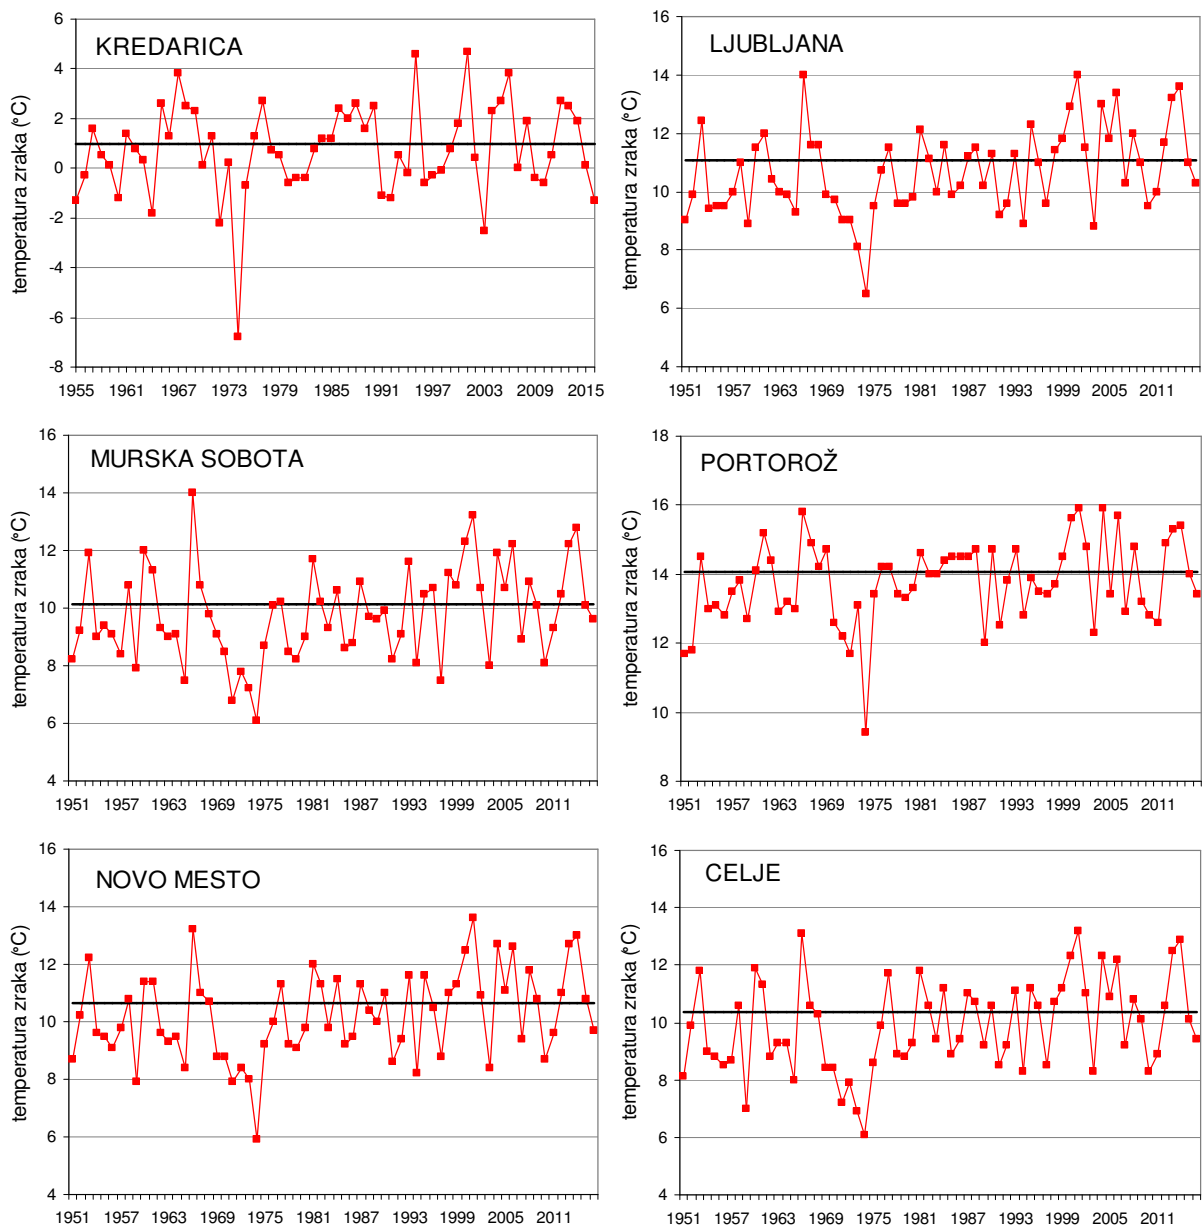 KREDARICA
temperatura zraka (°C)
6
4
2
0
-2
-4
-6
-8
1955 1961 1967 1973 1979 1985 1991 1997 2003 2009 2015
LJUBLJANA
temperatura zraka (°C)
16
14
12
10
8
6
4
1951 1957 1963 1969 1975 1981 1987 1993 1999 2005 2011
MURSKA SOBOTA
temperatura zraka (°C)
16
14
12
10
8
6
4
1951 1957 1963 1969 1975 1981 1987 1993 1999 2005 2011
PORTOROŽ
temperatura zraka (°C)
18
16
14
12
10
8
1951 1957 1963 1969 1975 1981 1987 1993 1999 2005 2011
NOVO MESTO
temperatura zraka (°C)
16
14
12
10
8
6
4
1951 1957 1963 1969 1975 1981 1987 1993 1999 2005 2011
CELJE
temperatura zraka (°C)
16
14
12
10
8
6
4
1951 1957 1963 1969 1975 1981 1987 1993 1999 2005 2011